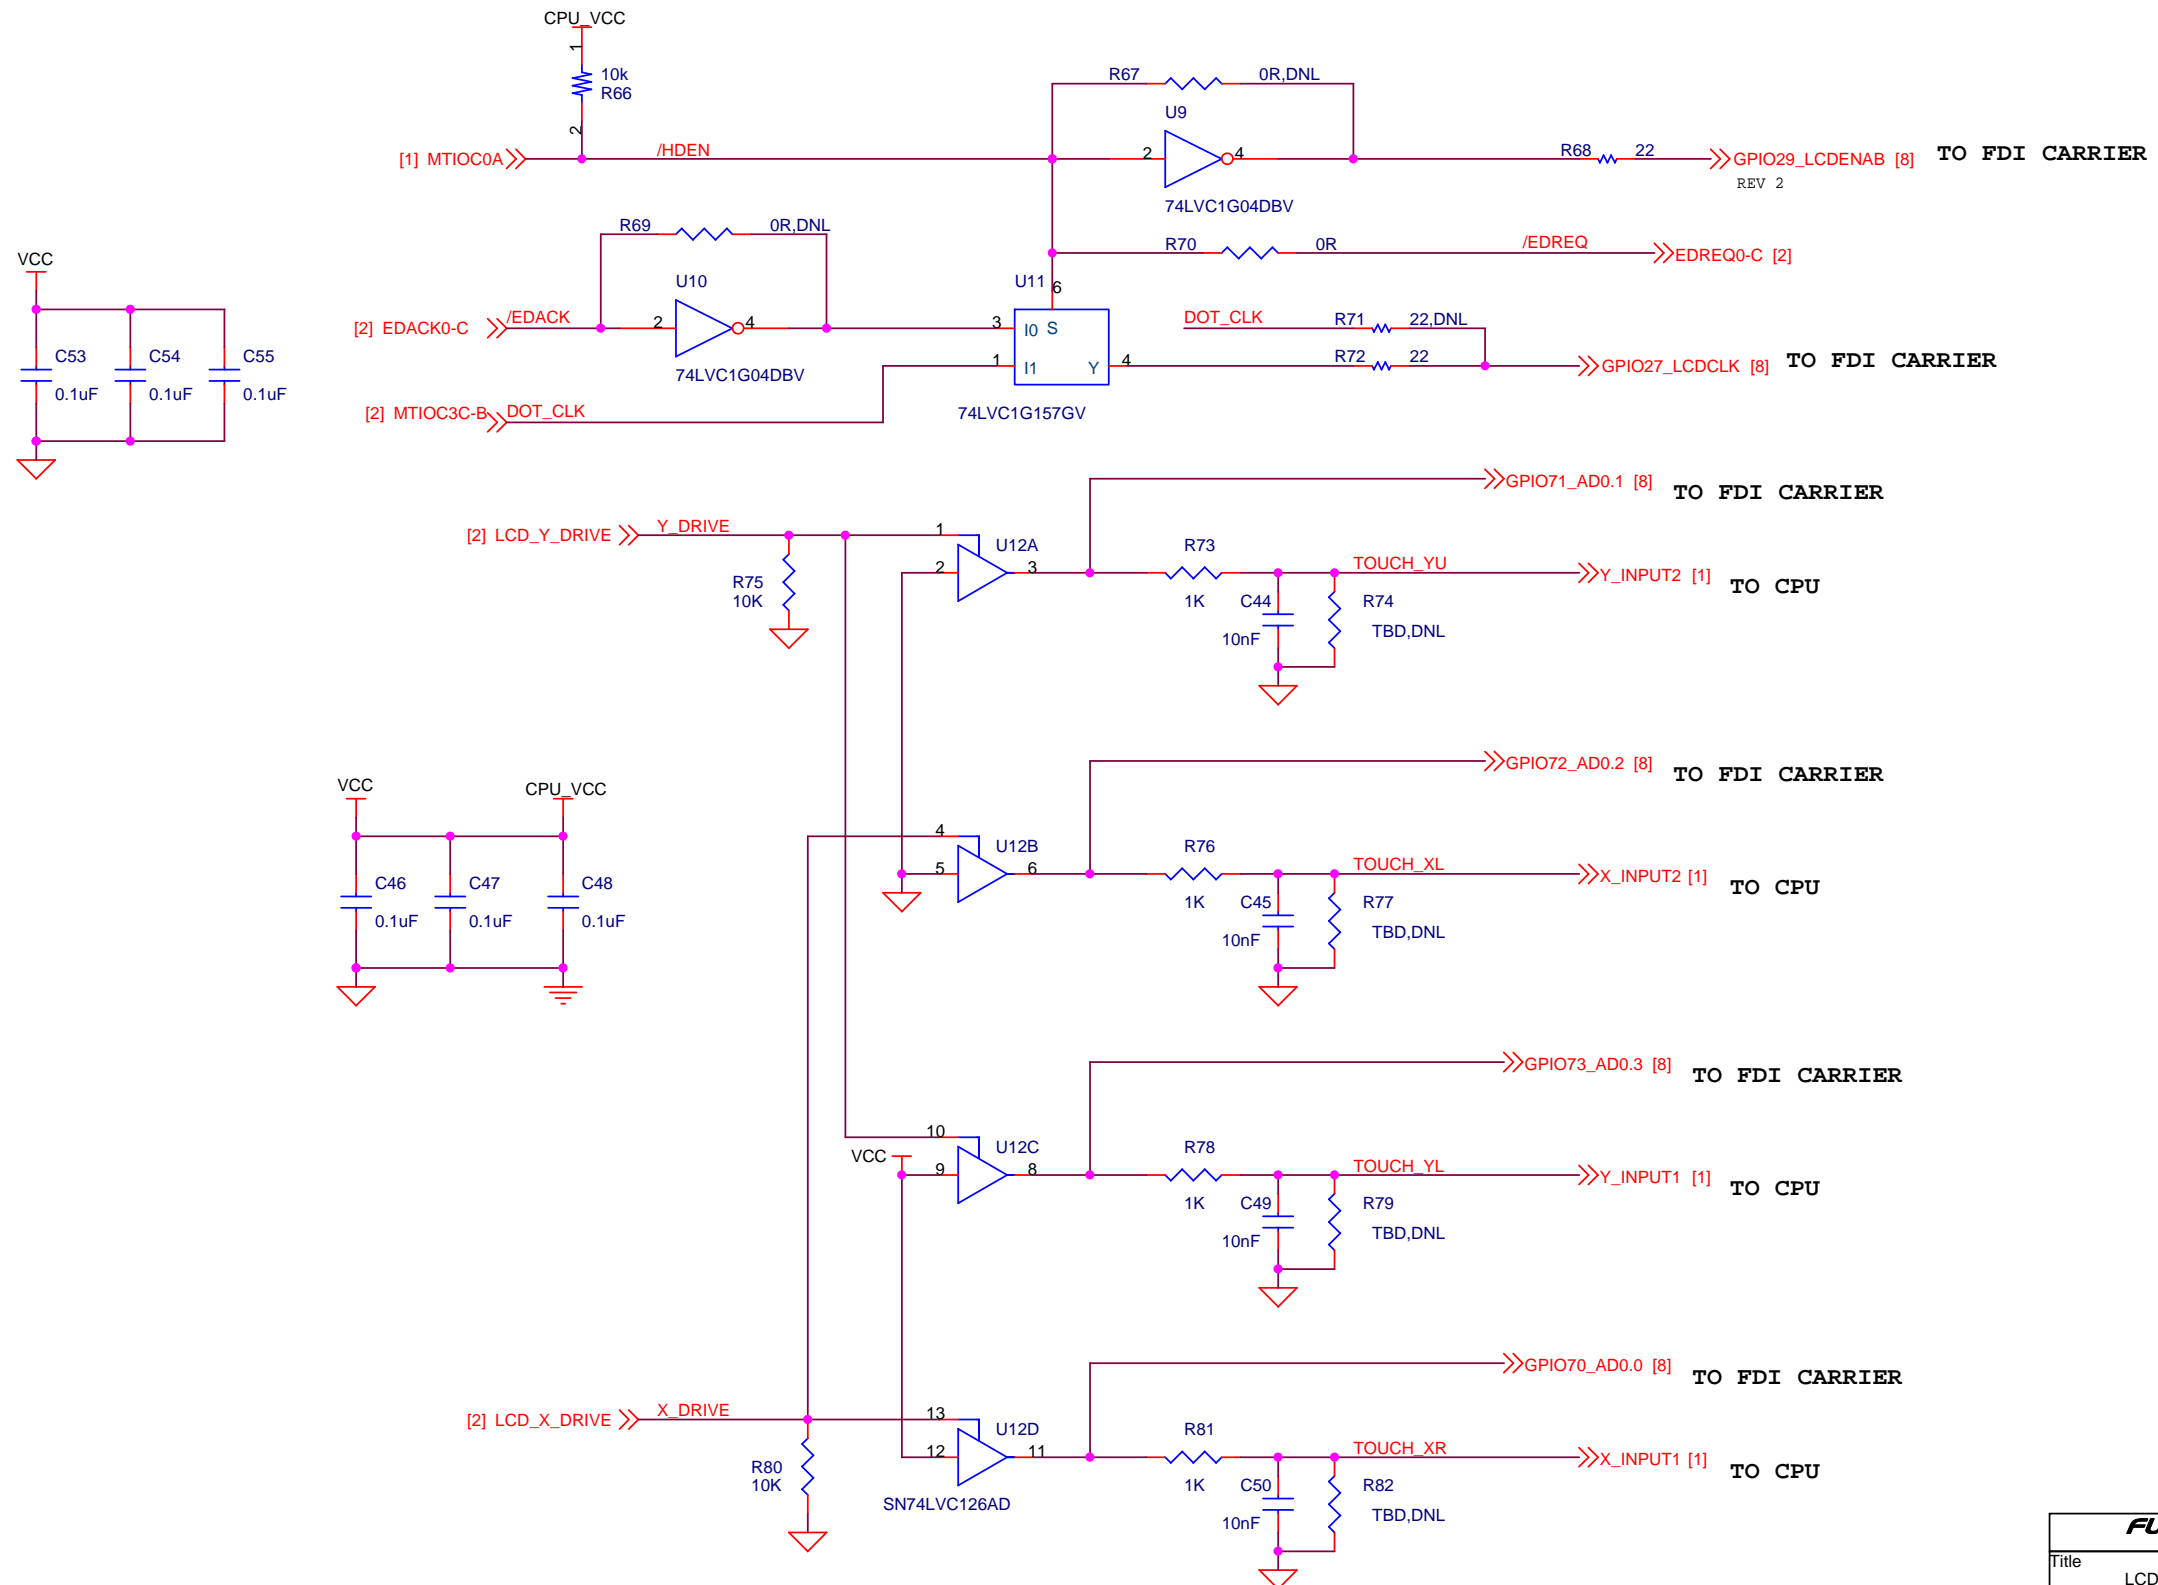 CPU_VCC
1
10k
R66
2
[1] MTIOC0A
/HDEN
R67
0R,DNL
U9
2
4
74LVC1G04DBV
R68
22
GPIO29_LCDENAB [8]
TO FDI CARRIER
REV 2
R69
0R,DNL
U10
[2] EDACK0-C
/EDACK
2
4
74LVC1G04DBV
R70
0R
/EDREQ
EDREQ0-C [2]
U11
6
3
I0
S
1
I1
Y
4
74LVC1G157GV
DOT_CLK
R71
22,DNL
R72
22
GPIO27_LCDCLK [8]
TO FDI CARRIER
[2] MTIOC3C-B
DOT_CLK
VCC
C53
0.1uF
C54
0.1uF
C55
0.1uF
GPIO71_AD0.1 [8]
TO FDI CARRIER
[2] LCD_Y_DRIVE
Y_DRIVE
R75
10K
1
2
U12A
3
R73
1K
C44
10nF
TOUCH_YU
R74
TBD,DNL
Y_INPUT2 [1]
TO CPU
GPIO72_AD0.2 [8]
TO FDI CARRIER
VCC
CPU_VCC
C46
0.1uF
C47
0.1uF
C48
0.1uF
4
5
U12B
6
R76
1K
C45
10nF
TOUCH_XL
R77
TBD,DNL
X_INPUT2 [1]
TO CPU
GPIO73_AD0.3 [8]
TO FDI CARRIER
10
VCC
9
U12C
8
R78
1K
C49
10nF
TOUCH_YL
R79
TBD,DNL
Y_INPUT1 [1]
TO CPU
GPIO70_AD0.0 [8]
TO FDI CARRIER
[2] LCD_X_DRIVE
X_DRIVE
R80
10K
13
12
U12D
11
SN74LVC126AD
R81
1K
C50
10nF
TOUCH_XR
R82
TBD,DNL
X_INPUT1 [1]
TO CPU
FU
Title
LCD